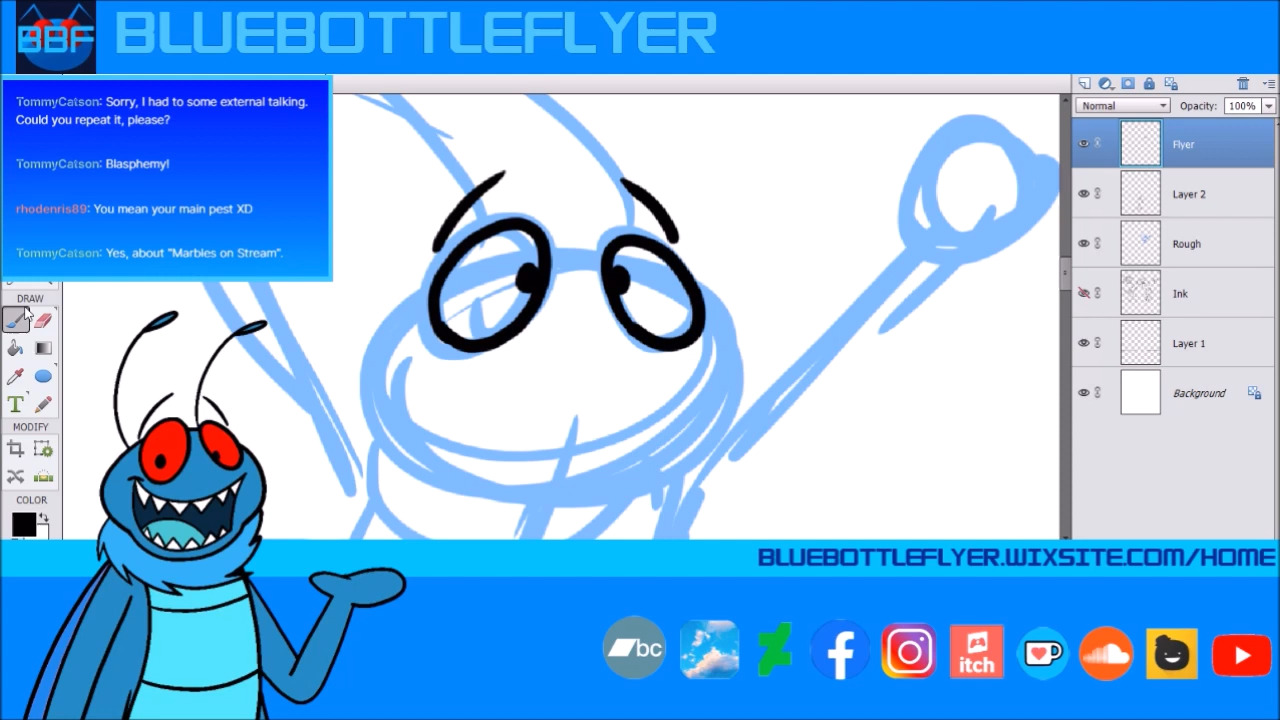 BBF
BLUEBOTTLEFLYER
TommyCatson: Sorry, I had to some external talking.
Could you repeat it, please?
TommyCatson: Blasphemy!
rhodenris89: You mean your main pest XD
TommyCatson: Yes, about "Marbles on Stream".
Normal
Opacity: 100%
Flyer
Layer 2
Rough
Ink
Layer 1
Background
DRAW
T
MODIFY
COLOR
BLUEBOTTLEFLYER.WIXSITE.COM/HOME
bc
itch